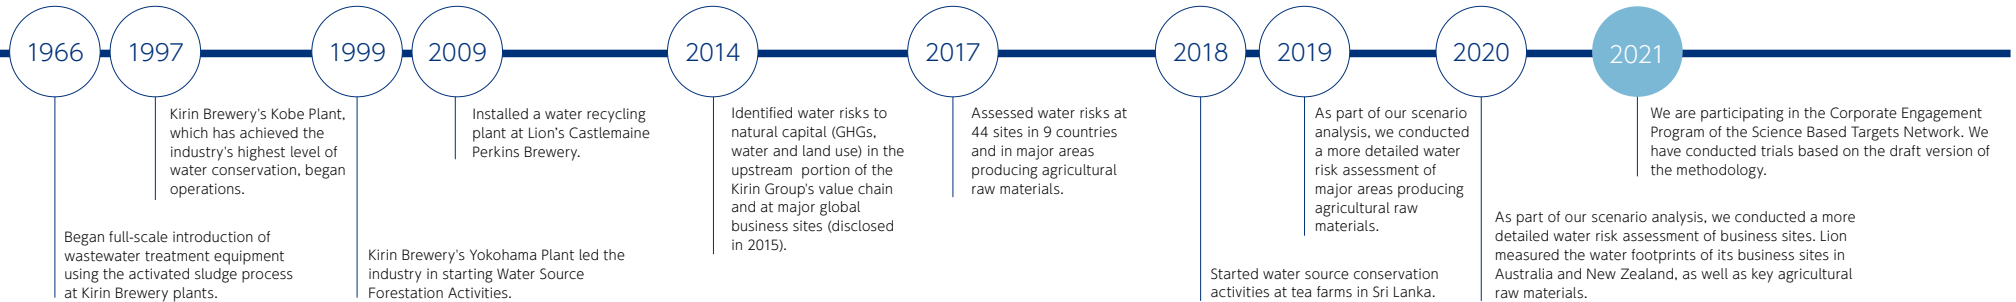 1966
Began full-scale introduction of
wastewater treatment equipment
using the activated sludge process
at Kirin Brewery plants.
1997
Kirin Brewery's Kobe Plant,
which has achieved the
industry's highest level of
water conservation, began
operations.
1999
Kirin Brewery's Yokohama Plant led the
industry in starting Water Source
Forestation Activities.
2009
Installed a water recycling
plant at Lion's Castlemaine
Perkins Brewery.
2014
Identified water risks to
natural capital (GHGs,
water and land use) in the
upstream portion of the
Kirin Group's value chain
and at major global
business sites (disclosed
in 2015).
2017
Assessed water risks at
44 sites in 9 countries
and in major areas
producing agricultural
raw materials.
2018
Started water source conservation
activities at tea farms in Sri Lanka.
2019
As part of our scenario
analysis, we conducted
a more detailed water
risk assessment of
major areas producing
agricultural raw
materials.
2020
As part of our scenario analysis, we conducted a more
detailed water risk assessment of business sites. Lion
measured the water footprints of its business sites in
Australia and New Zealand, as well as key agricultural
raw materials.
2021
We are participating in the Corporate Engagement
Program of the Science Based Targets Network. We
have conducted trials based on the draft version of
the methodology.